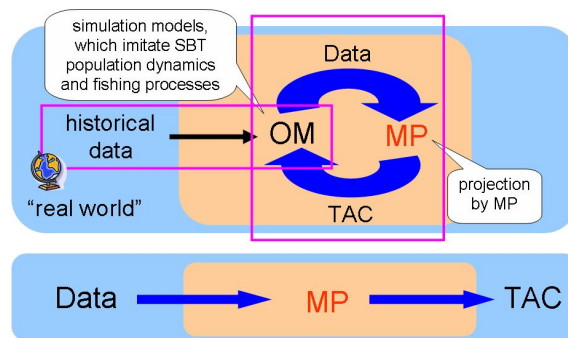 simulation models,
which imitate SBT
population dynamics
and fishing processes
Data
historical
data
OM
MP
"real world"
TAC
projection
by MP
Data
MP
TAC